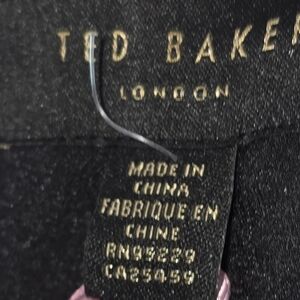 TED BAKER
LONDON
MADE IN
CHINA
FABRIQUE EN
CHINE
RN95229
CA25459